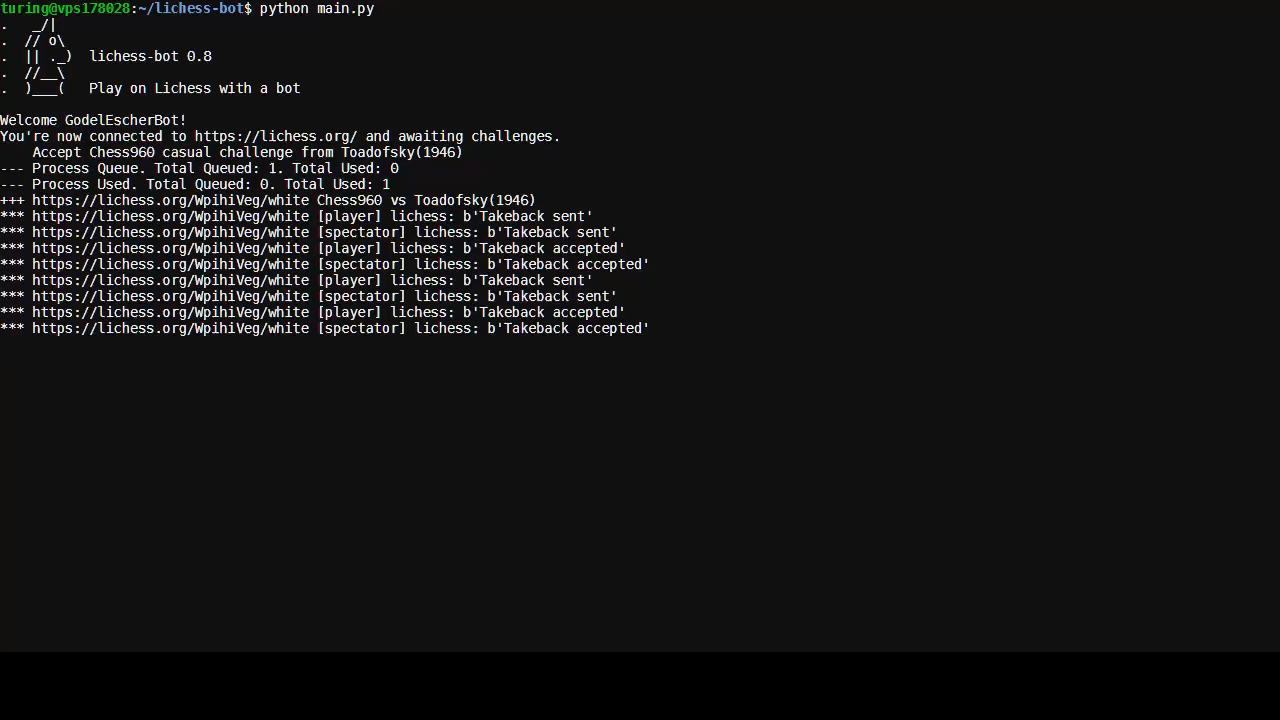 turing@vps178028:~/lichess-bot$ python main.py
.   _/|
.  // o\
.  || ._)  lichess-bot 0.8
.  //__\
.  )___(   Play on Lichess with a bot
Welcome GodelEscherBot!
You're now connected to https://lichess.org/ and awaiting challenges.
    Accept Chess960 casual challenge from Toadofsky(1946)
--- Process Queue. Total Queued: 1. Total Used: 0
--- Process Used. Total Queued: 0. Total Used: 1
+++ https://lichess.org/WpihiVeg/white Chess960 vs Toadofsky(1946)
*** https://lichess.org/WpihiVeg/white [player] lichess: b'Takeback sent'
*** https://lichess.org/WpihiVeg/white [spectator] lichess: b'Takeback sent'
*** https://lichess.org/WpihiVeg/white [player] lichess: b'Takeback accepted'
*** https://lichess.org/WpihiVeg/white [spectator] lichess: b'Takeback accepted'
*** https://lichess.org/WpihiVeg/white [player] lichess: b'Takeback sent'
*** https://lichess.org/WpihiVeg/white [spectator] lichess: b'Takeback sent'
*** https://lichess.org/WpihiVeg/white [player] lichess: b'Takeback accepted'
*** https://lichess.org/WpihiVeg/white [spectator] lichess: b'Takeback accepted'